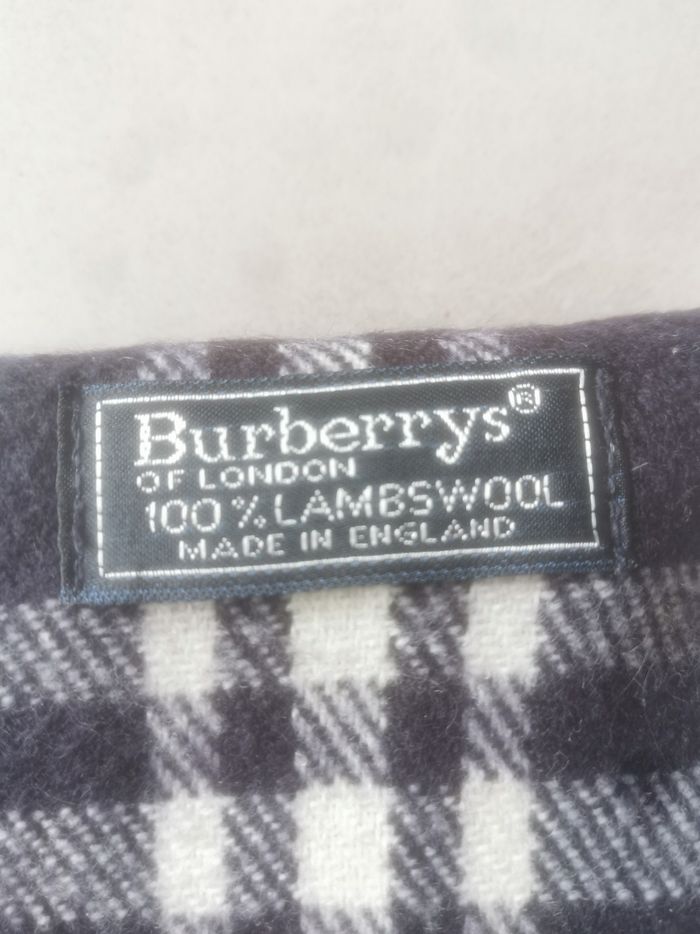 Burberrys®
OF LONDON
100% LAMBSWOOL
MADE IN ENGLAND